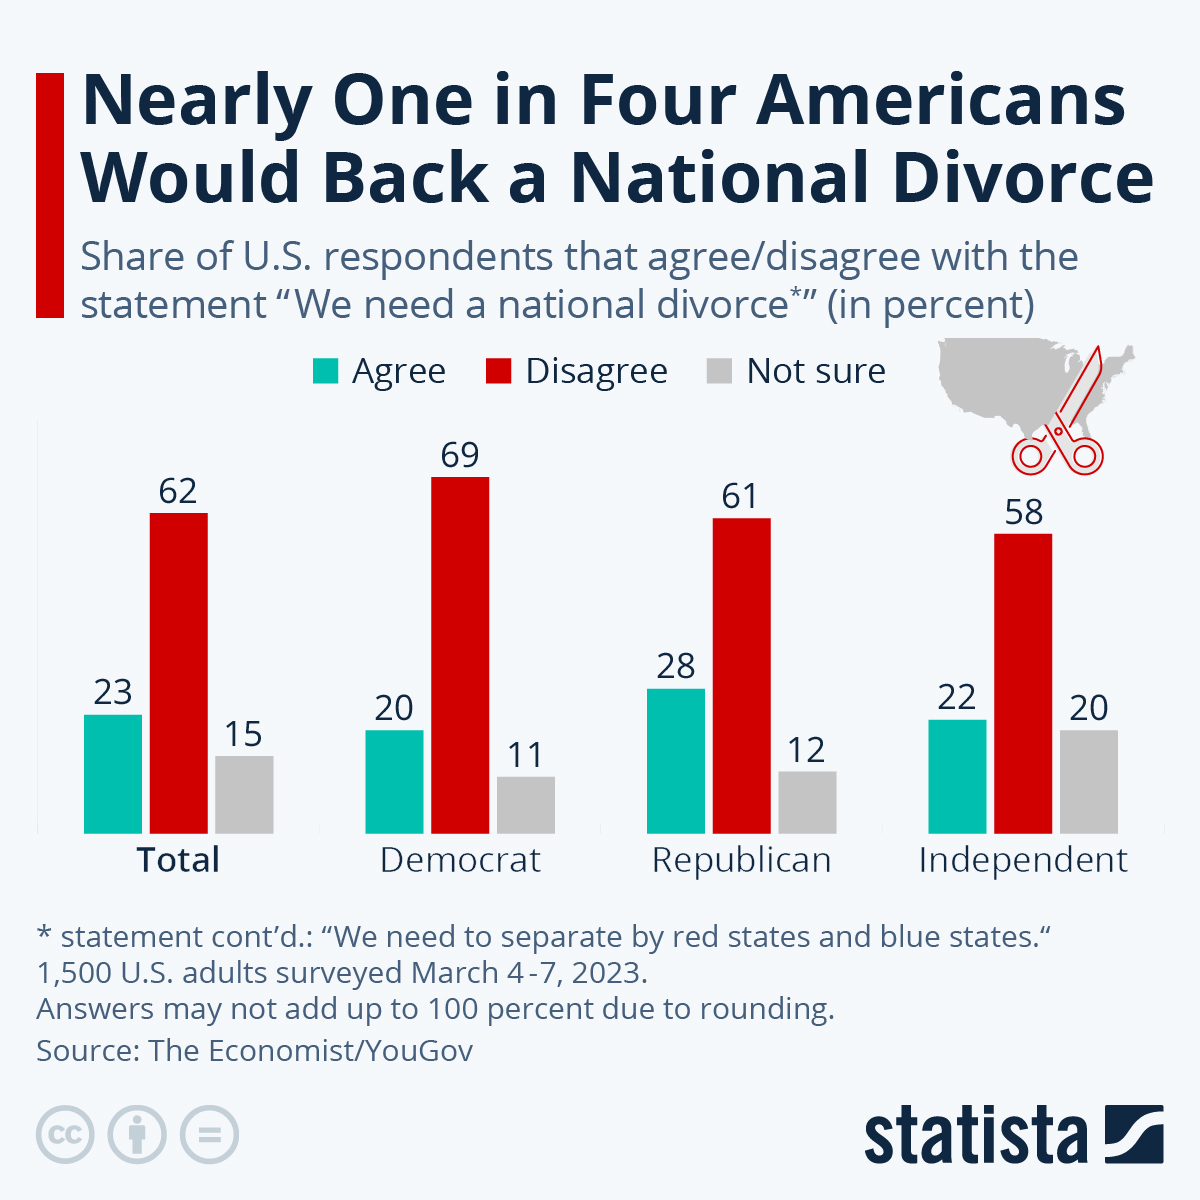 Nearly One in Four Americans
Would Back a National Divorce
Share of U.S. respondents that agree/disagree with the
statement “We need a national divorce*” (in percent)
Agree Disagree Not sure
23 62 15
20 69 11
28 61 12
22 58 20
Total Democrat Republican Independent
* statement cont’d.: “We need to separate by red states and blue states.“
1,500 U.S. adults surveyed March 4-7, 2023.
Answers may not add up to 100 percent due to rounding.
Source: The Economist/YouGov
cc
statista